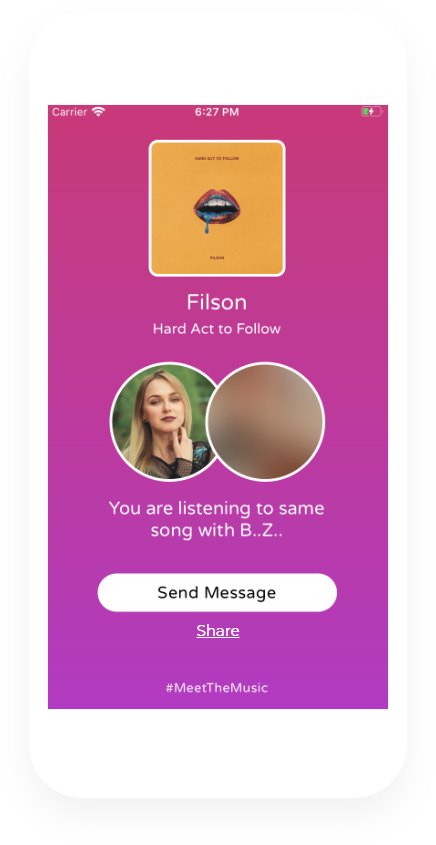 Carrier
6:27 PM
HARD ACT TO FOLLOW
FILSON
Filson
Hard Act to Follow
You are listening to same
song with B..Z..
Send Message
Share
#MeetTheMusic